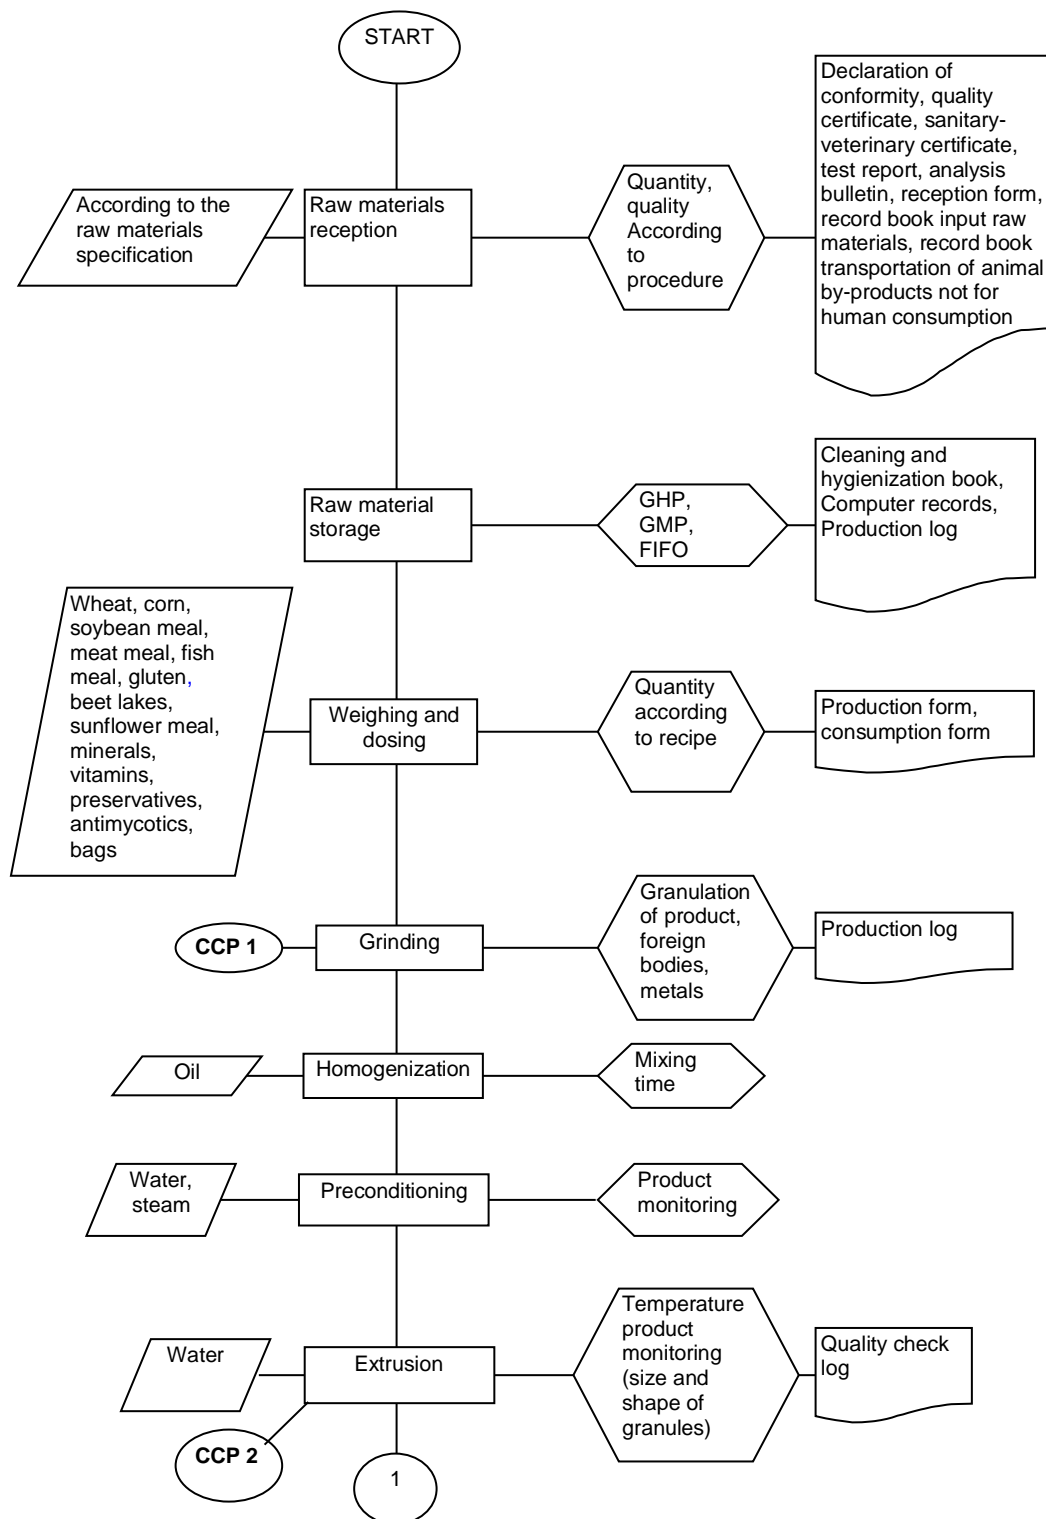 START
Declaration of
conformity, quality
certificate, sanitary-
veterinary certificate,
test report, analysis
bulletin, reception form,
record book input raw
materials, record book
transportation of animal
by-products not for
human consumption
According to the
raw materials
specification
Raw materials
reception
Quantity,
quality
According
to
procedure
Raw material
storage
GHP,
GMP,
FIFO
Cleaning and
hygienization book,
Computer records,
Production log
Wheat, corn,
soybean meal,
meat meal, fish
meal, gluten,
beet lakes,
sunflower meal,
minerals,
vitamins,
preservatives,
antimycotics,
bags
Weighing and
dosing
Quantity
according
to recipe
Production form,
consumption form
CCP 1
Grinding
Granulation
of product,
foreign
bodies,
metals
Production log
Oil
Homogenization
Mixing
time
Water,
steam
Preconditioning
Product
monitoring
Water
Extrusion
Temperature
product
monitoring
(size and
shape of
granules)
Quality check
log
CCP 2
1